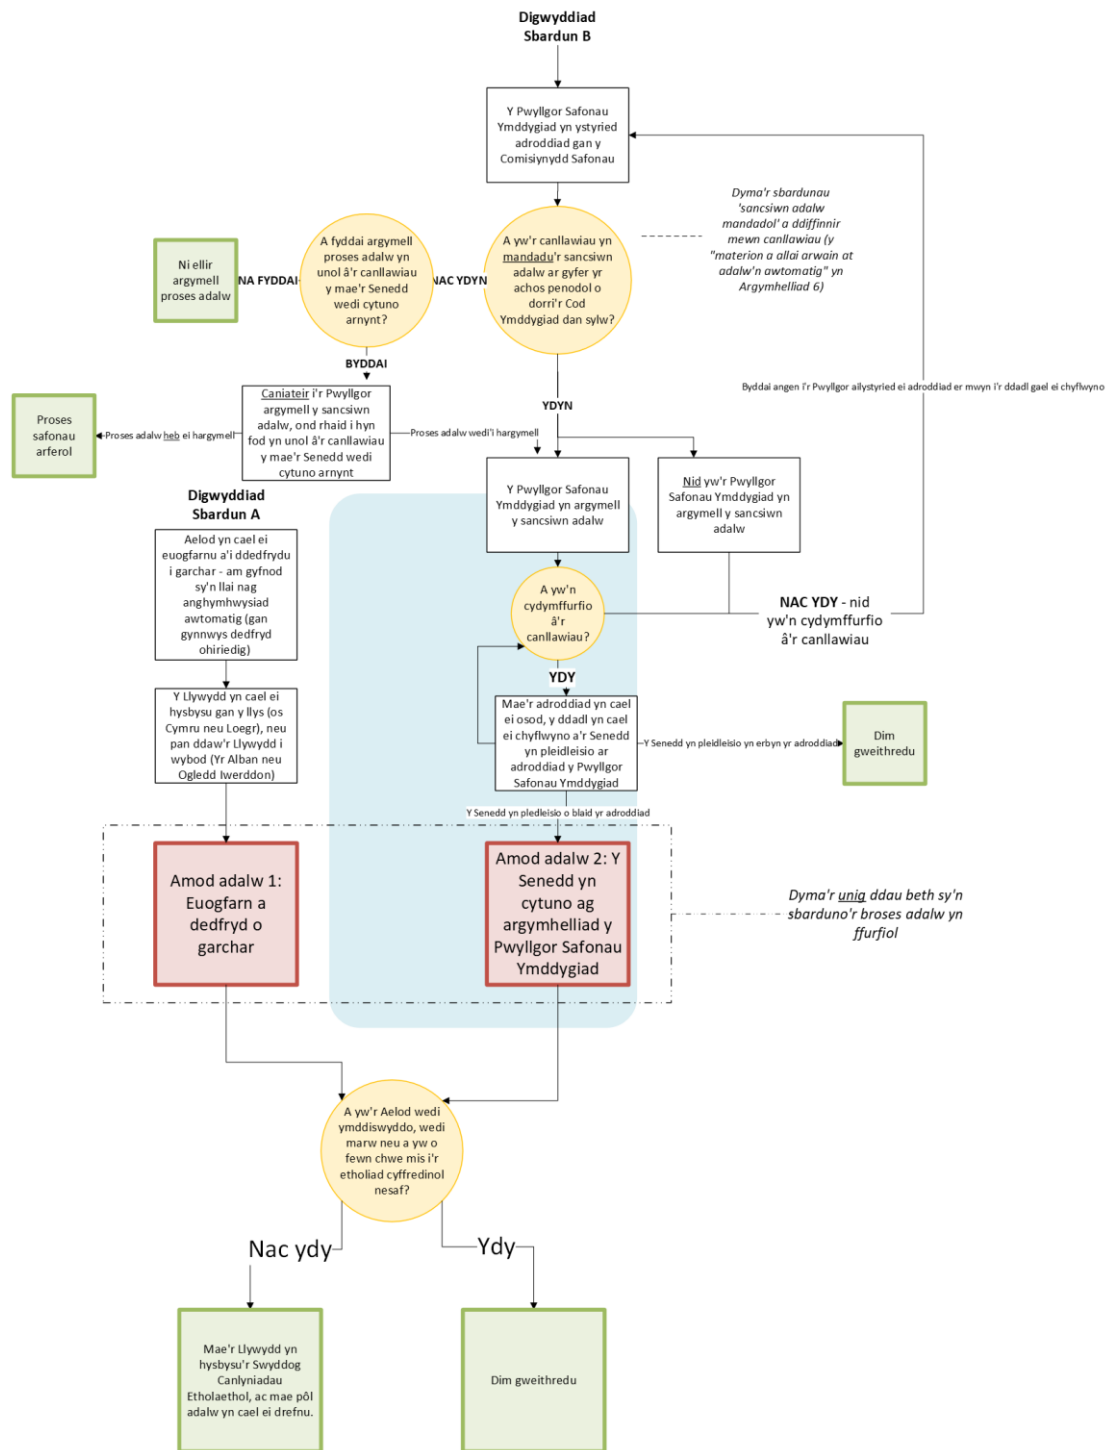 Digwyddiad
Sbardun B
Y Pwyllgor Safonau
Ymddygiad yn ystyried
adroddiad gan y
Comisiynydd Safonau
Dyma'r sbardunau
'sancsiwn adalw
mandadol' a ddiffinnir
mewn canllawiau (y
"materion a allai arwain at
adalw'n awtomatig" yn
Argymhelliad 6)
A yw'r canllawiau yn
mandadu'r sancsiwn
adalw ar gyfer yr
achos penodol o
dorri'r Cod
Ymddygiad dan sylw?
NAC YDYN
A fyddai argymell
proses adalw yn
unol â'r canllawiau
y mae'r Senedd
wedi cytuno
arnynt?
NA FYDDAI
Ni ellir
argymell
proses adalw
BYDDAI
YDYN
Byddai angen i'r Pwyllgor ailystyried ei adroddiad er mwyn i'r ddadl gael ei chyflwyno
Caniateir i'r Pwyllgor
argymell y sancsiwn
adalw, ond rhaid i hyn
fod yn unol â'r canllawiau
y mae'r Senedd wedi
cytuno arnynt
Proses adalw heb ei hargymell
Proses
safonau
arferol
Proses adalw wedi'i hargymell
Y Pwyllgor Safonau
Ymddygiad yn argymell
y sancsiwn adalw
Nid yw'r Pwyllgor
Safonau Ymddygiad yn
argymell y sancsiwn
adalw
Digwyddiad
Sbardun A
Aelod yn cael ei
euogfarnu a'i ddedfrydu
i garchar - am gyfnod
sy'n llai nag
anghymhwysiad
awtomatig (gan
gynnwys dedfryd
ohiriedig)
A yw'n
cydymffurfio
â'r
canllawiau?
NAC YDY - nid
yw'n cydymffurfio
â'r canllawiau
YDY
Y Llywydd yn cael ei
hysbysu gan y llys (os
Cymru neu Loegr), neu
pan ddaw'r Llywydd i
wybod (Yr Alban neu
Ogledd Iwerddon)
Mae'r adroddiad yn cael
ei osod, y ddadl yn cael
ei chyflwyno a'r Senedd
yn pleidleisio ar
adroddiad y Pwyllgor
Safonau Ymddygiad
Y Senedd yn pleidleisio yn erbyn yr adroddiad
Dim
gweithredu
Y Senedd yn pledleisio o blaid yr adroddiad
Amod adalw 1:
Euogfarn a
dedfryd o
garchar
Amod adalw 2: Y
Senedd yn
cytuno ag
argymhelliad y
Pwyllgor Safonau
Ymddygiad
Dyma'r unig ddau beth sy'n
sbarduno'r broses adalw yn
ffurfiol
A yw'r Aelod wedi
ymddiswyddo, wedi
marw neu a yw o
fewn chwe mis i'r
etholiad cyffredinol
nesaf?
Nac ydy
Ydy
Mae'r Llywydd yn
hysbysu'r Swyddog
Canlyniadau
Etholaethol, ac mae pôl
adalw yn cael ei drefnu.
Dim gweithredu